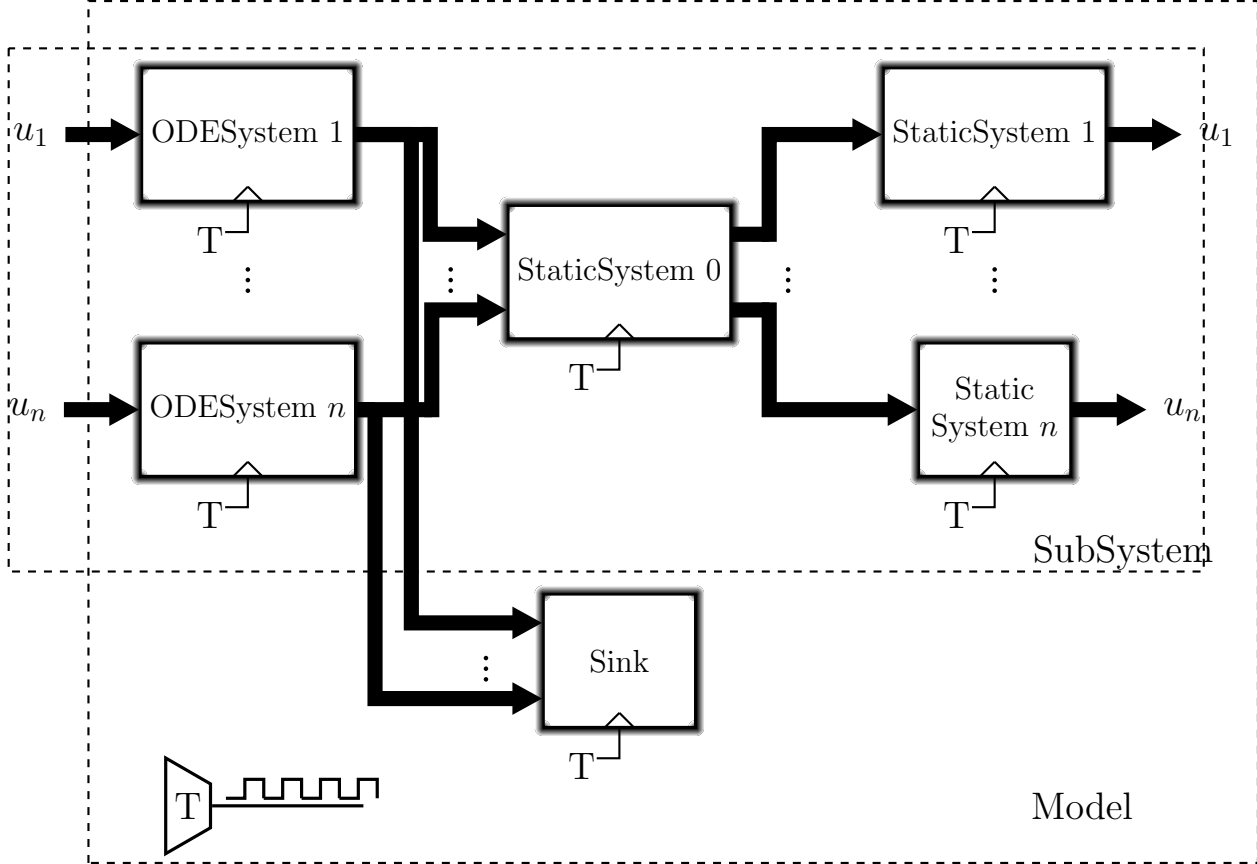 u₁
ODESystem 1
T
⋮
StaticSystem 1
u₁
T
⋮
StaticSystem 0
T
⋮
⋮
uₙ
ODESystem n
T
Static
System n
uₙ
T
SubSystem
Sink
⋮
T
T
Model